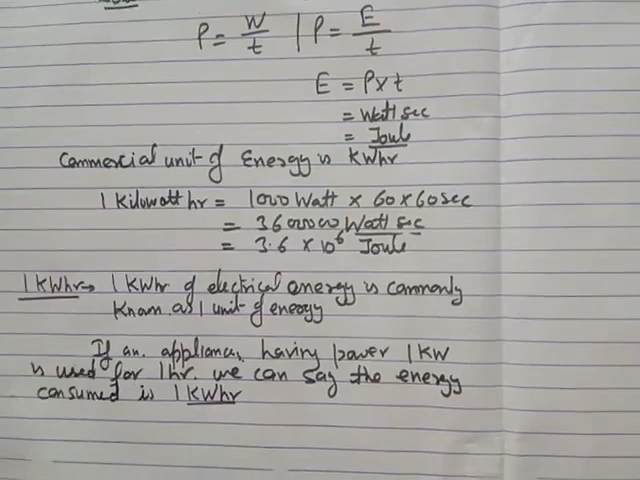 P = W/t | P = E/t
E = P×t
= Watt sec
= Joule
Commercial unit of Energy is KWhr
1 Kilowatt hr = 1000 Watt × 60×60 sec
= 3600000 Watt sec
= 3.6 × 10⁶ Joule
1 KWhr → 1 KWhr of electrical energy is commonly
Known as 1 unit of energy
If an appliances having power 1 KW
is used for 1hr. we can say the energy
consumed is 1 KWhr